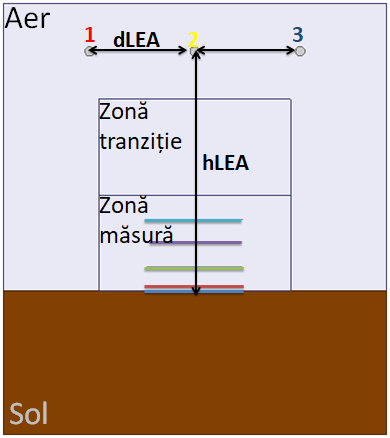 Aer
1 dLEA 2 3
Zonă
tranziție
hLEA
Zonă
măsură
Sol